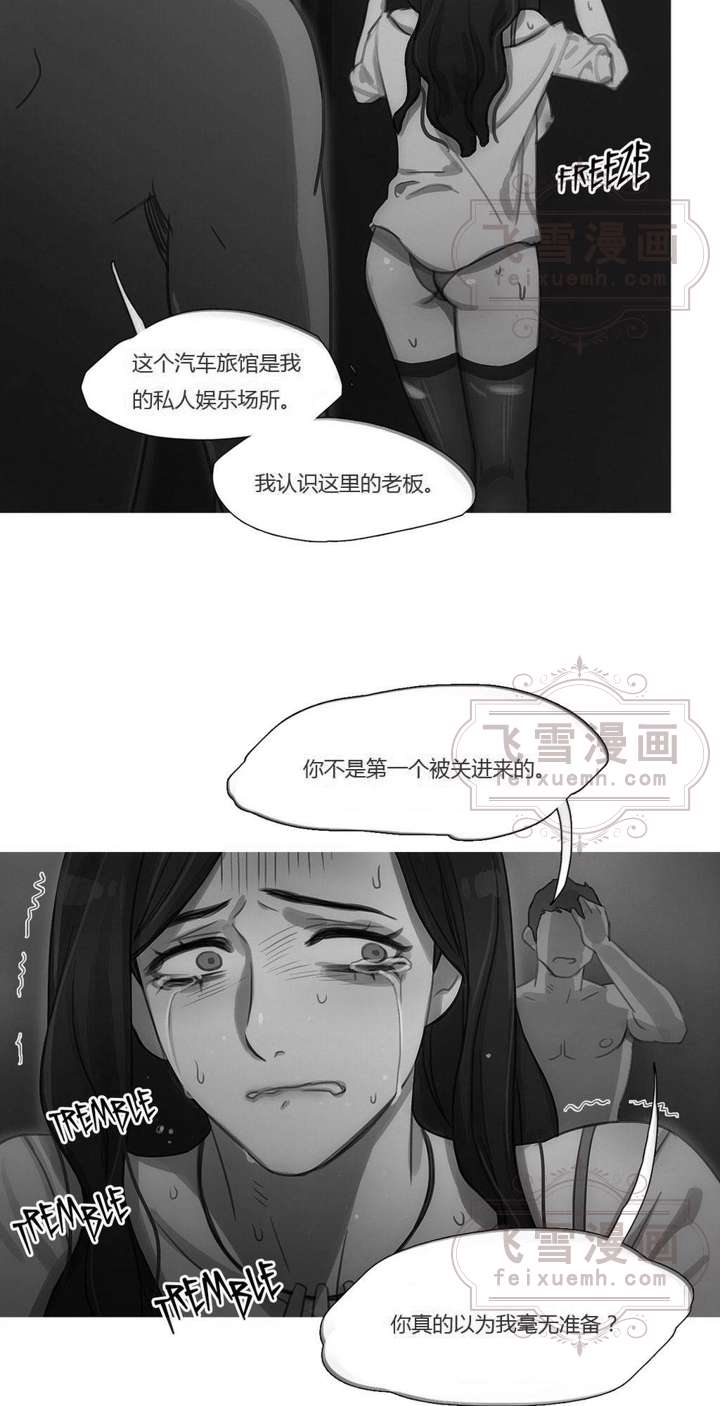 FREEZE
飞雪漫画
feixuemh.com
这个汽车旅馆是我
的私人娱乐场所。
我认识这里的老板。
飞雪漫画
feixuemh.com
你不是第一个被关进来的。
TREMBLE
TREMBLE
TREMBLE
飞雪漫画
feixuemh.com
你真的以为我毫无准备？